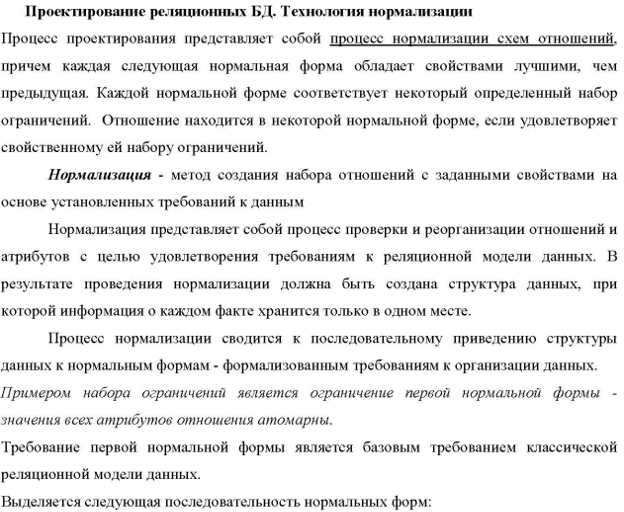 Проектирование реляционных БД. Технология нормализации
Процесс проектирования представляет собой процесс нормализации схем отношений,
причем каждая следующая нормальная форма обладает свойствами лучшими, чем
предыдущая. Каждой нормальной форме соответствует некоторый определенный набор
ограничений. Отношение находится в некоторой нормальной форме, если удовлетворяет
свойственному ей набору ограничений.
Нормализация - метод создания набора отношений с заданными свойствами на
основе установленных требований к данным
Нормализация представляет собой процесс проверки и реорганизации отношений и
атрибутов с целью удовлетворения требованиям к реляционной модели данных. В
результате проведения нормализации должна быть создана структура данных, при
которой информация о каждом факте хранится только в одном месте.
Процесс нормализации сводится к последовательному приведению структуры
данных к нормальным формам - формализованным требованиям к организации данных.
Примером набора ограничений является ограничение первой нормальной формы -
значения всех атрибутов отношения атомарны.
Требование первой нормальной формы является базовым требованием классической
реляционной модели данных.
Выделяется следующая последовательность нормальных форм: